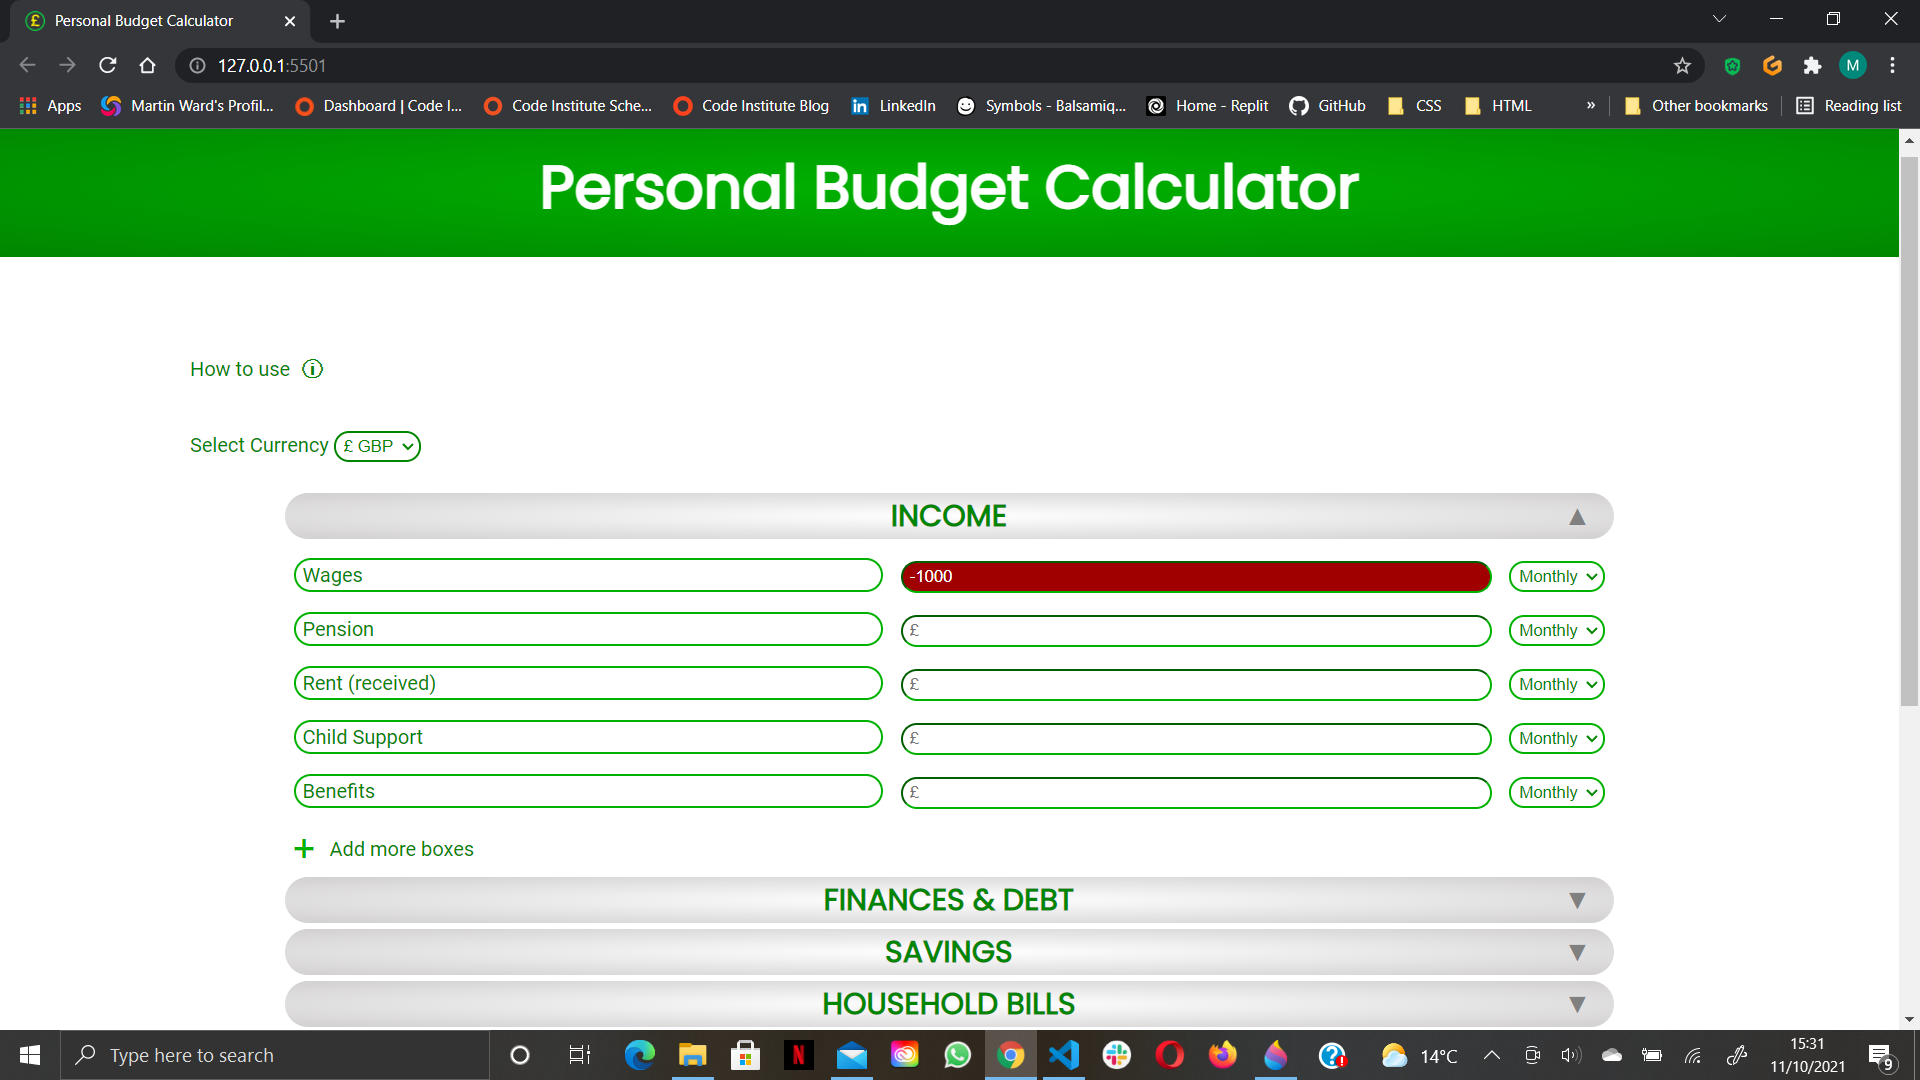 £ Personal Budget Calculator
127.0.0.1:5501
M
Apps Martin Ward's Profil... Dashboard | Code I... Code Institute Sche... Code Institute Blog in LinkedIn Symbols - Balsamiq... Home - Replit GitHub CSS HTML » Other bookmarks Reading list
Personal Budget Calculator
How to use i
Select Currency £ GBP
INCOME ▲
Wages -1000 Monthly
Pension £ Monthly
Rent (received) £ Monthly
Child Support £ Monthly
Benefits £ Monthly
+ Add more boxes
FINANCES & DEBT ▼
SAVINGS ▼
HOUSEHOLD BILLS ▼
Type here to search N 14°C 15:31
11/10/2021 9